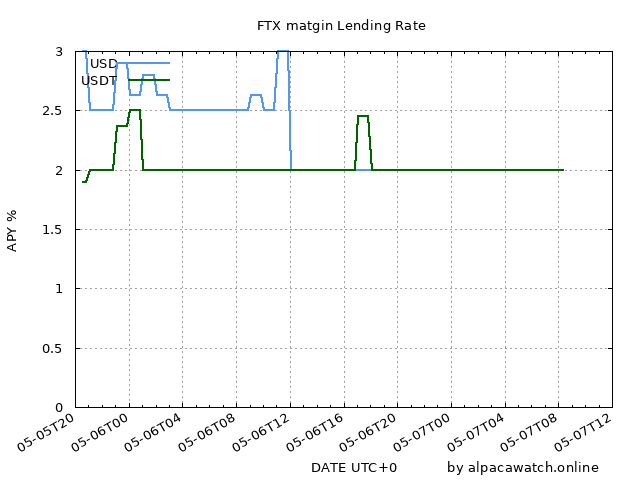 FTX matgin Lending Rate
USD
USDT
3
2.5
2
1.5
1
0.5
0
APY %
05-05T20
05-06T00
05-06T04
05-06T08
05-06T12
05-06T16
05-06T20
05-07T00
05-07T04
05-07T08
05-07T12
DATE UTC+0
by alpacawatch.online